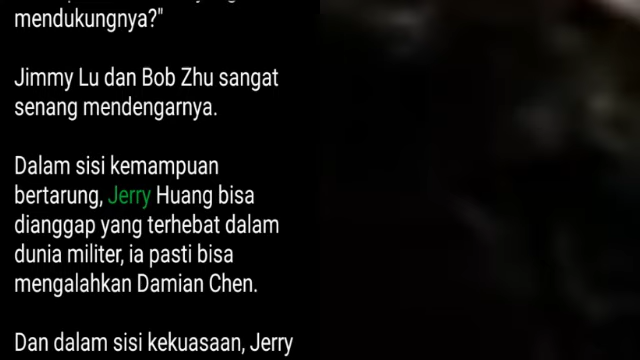 mendukungnya?"
Jimmy Lu dan Bob Zhu sangat
senang mendengarnya.
Dalam sisi kemampuan
bertarung, Jerry Huang bisa
dianggap yang terhebat dalam
dunia militer, ia pasti bisa
mengalahkan Damian Chen.
Dan dalam sisi kekuasaan, Jerry